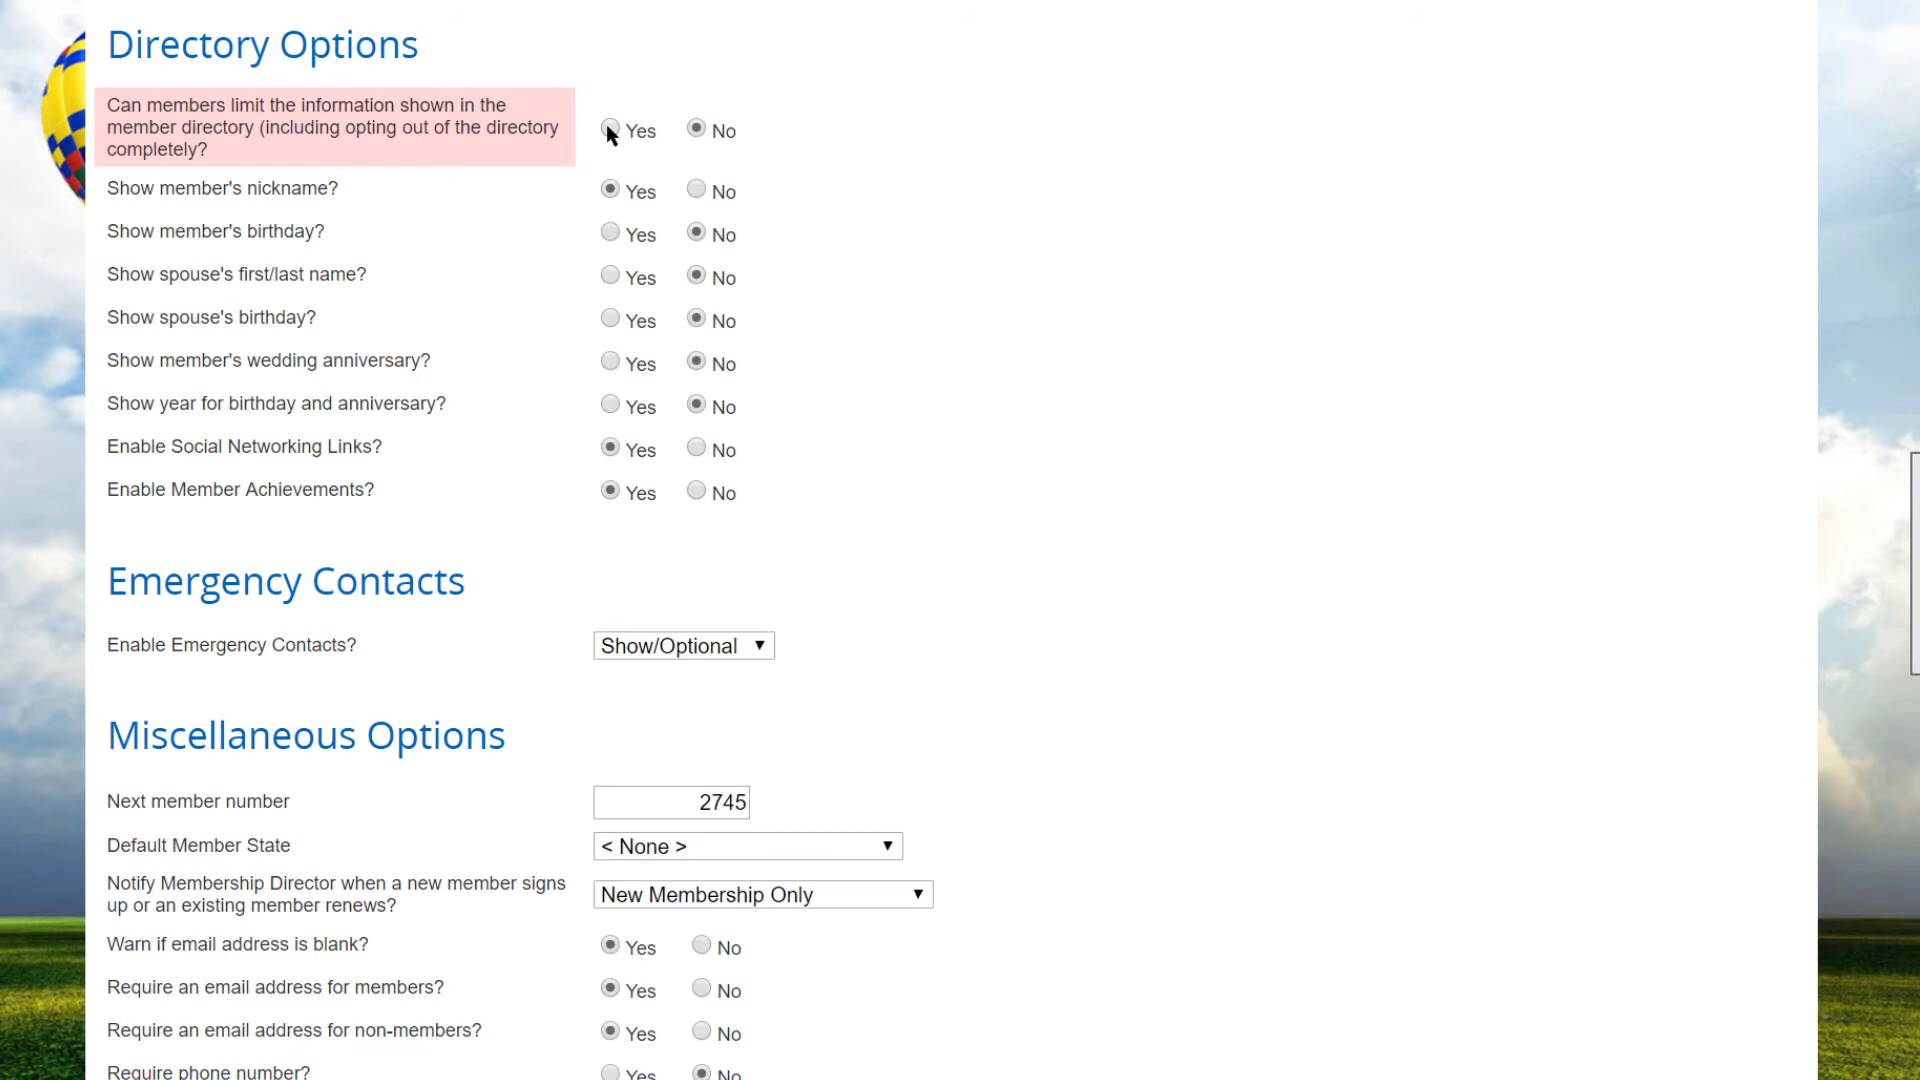 Directory Options
Can members limit the information shown in the
member directory (including opting out of the directory
completely?
Yes No
Show member's nickname? Yes No
Show member's birthday? Yes No
Show spouse's first/last name? Yes No
Show spouse's birthday? Yes No
Show member's wedding anniversary? Yes No
Show year for birthday and anniversary? Yes No
Enable Social Networking Links? Yes No
Enable Member Achievements? Yes No
Emergency Contacts
Enable Emergency Contacts? Show/Optional
Miscellaneous Options
Next member number 2745
Default Member State < None >
Notify Membership Director when a new member signs
up or an existing member renews?
New Membership Only
Warn if email address is blank? Yes No
Require an email address for members? Yes No
Require an email address for non-members? Yes No
Require phone number? Yes No